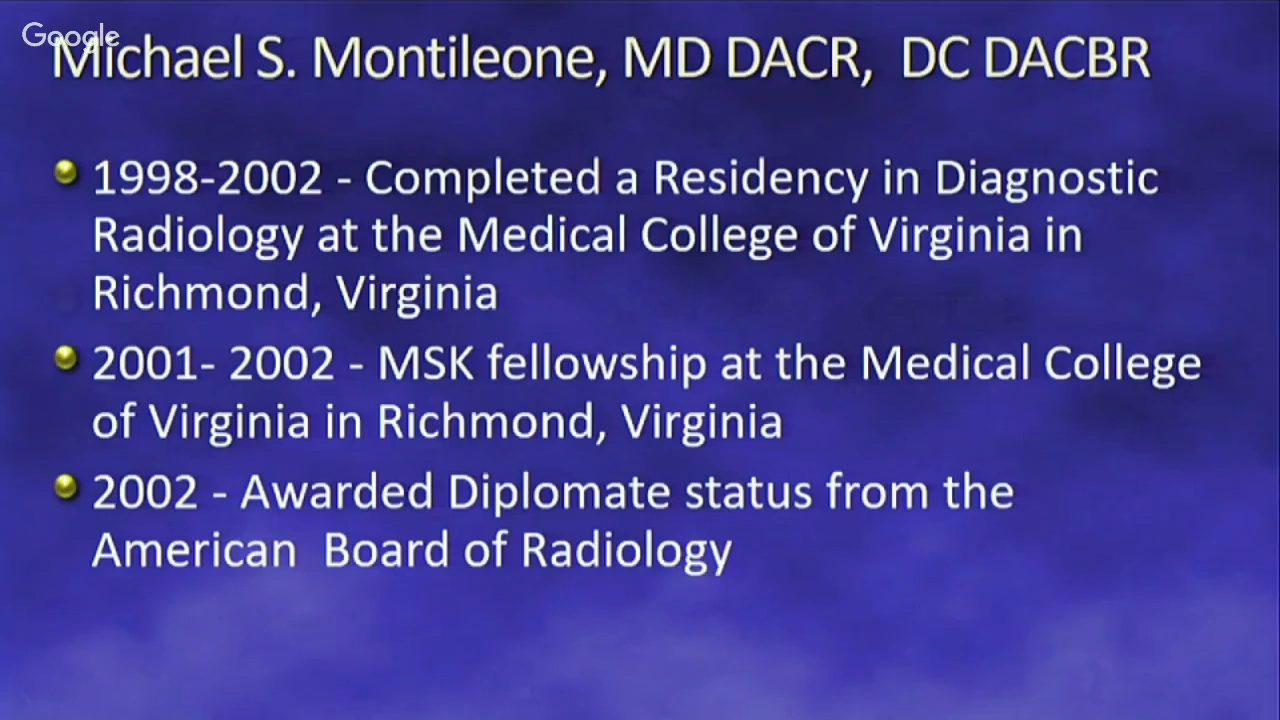 Google
Michael S. Montileone, MD DACR,  DC DACBR
1998-2002 - Completed a Residency in Diagnostic
Radiology at the Medical College of Virginia in
Richmond, Virginia
2001- 2002 - MSK fellowship at the Medical College
of Virginia in Richmond, Virginia
2002 - Awarded Diplomate status from the
American  Board of Radiology